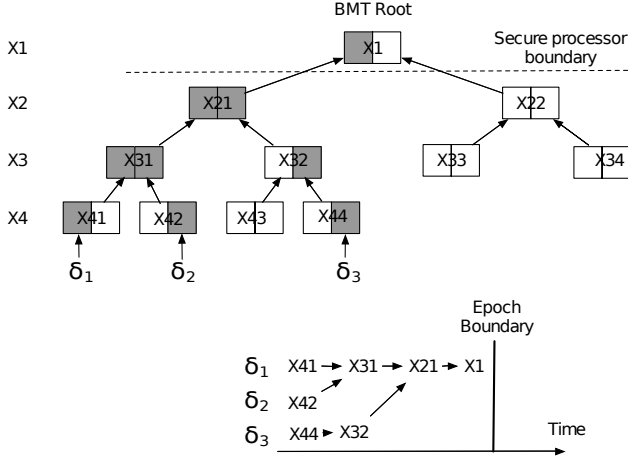 BMT Root
X1 X1 Secure processor
boundary
X2 X21 X22
X3 X31 X32 X33 X34
X4 X41 X42 X43 X44
δ1 δ2 δ3
Epoch
Boundary
δ1 X41 X31 X21 X1
δ2 X42
δ3 X44 X32
Time